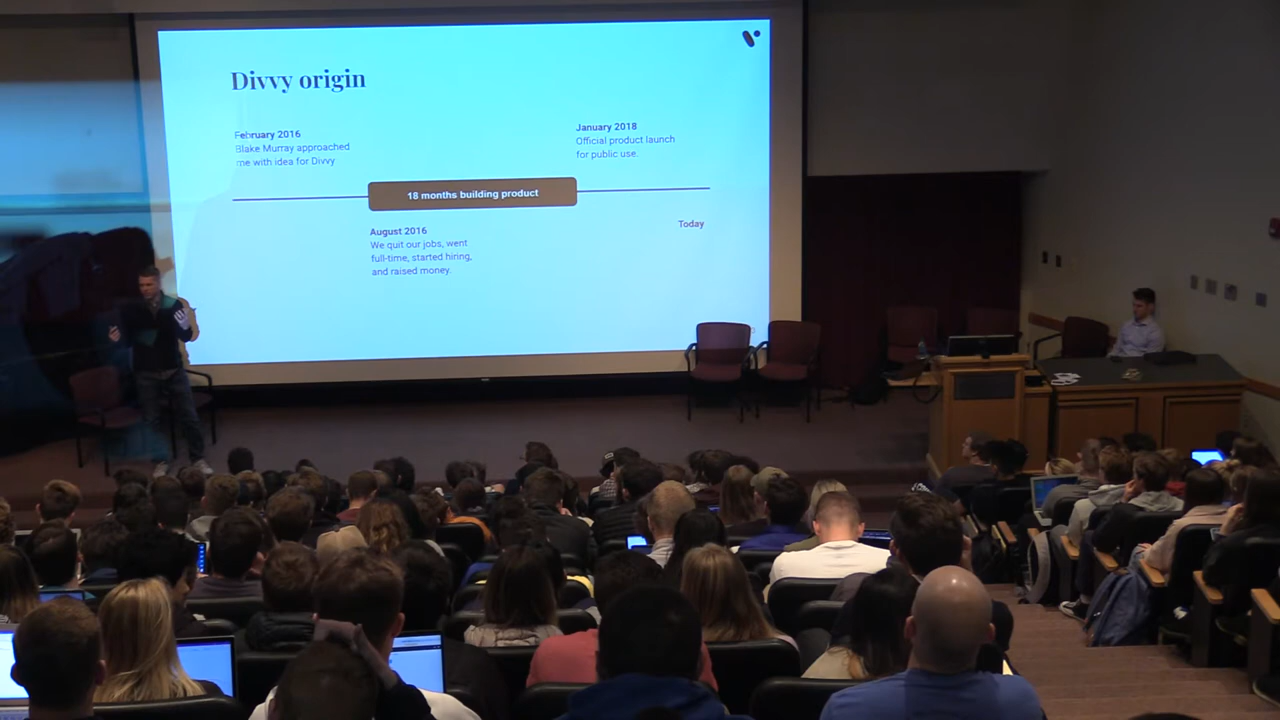 Divvy origin
February 2016
Blake Murray approached
me with idea for Divvy
January 2018
Official product launch
for public use.
18 months building product
August 2016
We quit our jobs, went
full-time, started hiring,
and raised money.
Today